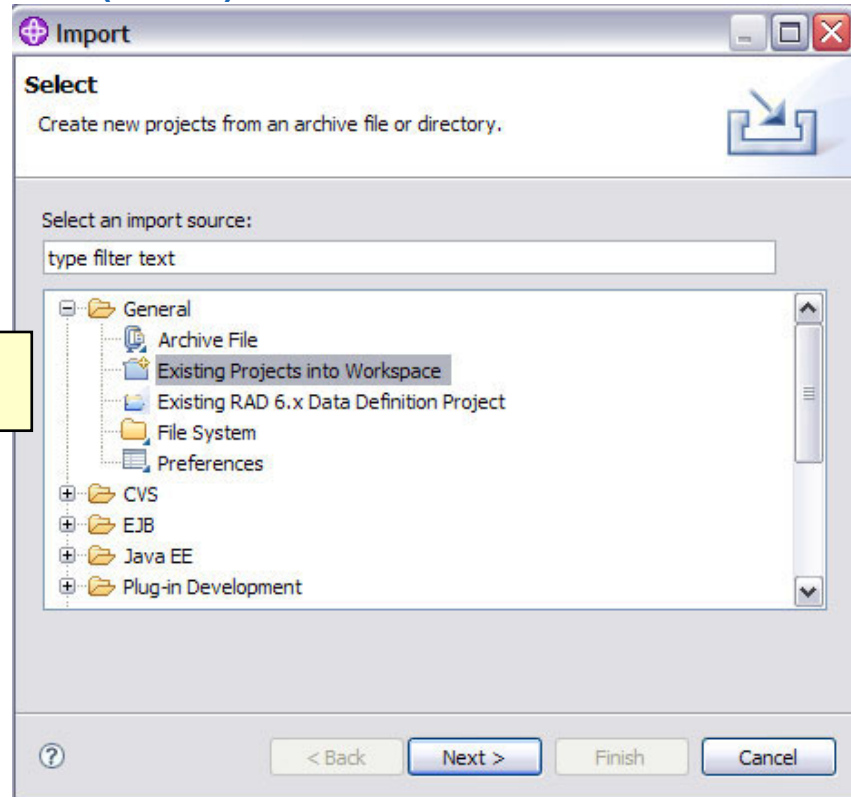 Import
Select
Create new projects from an archive file or directory.
Select an import source:
type filter text
General
Archive File
Existing Projects into Workspace
Existing RAD 6.x Data Definition Project
File System
Preferences
CVS
EJB
Java EE
Plug-in Development
? < Back Next > Finish Cancel